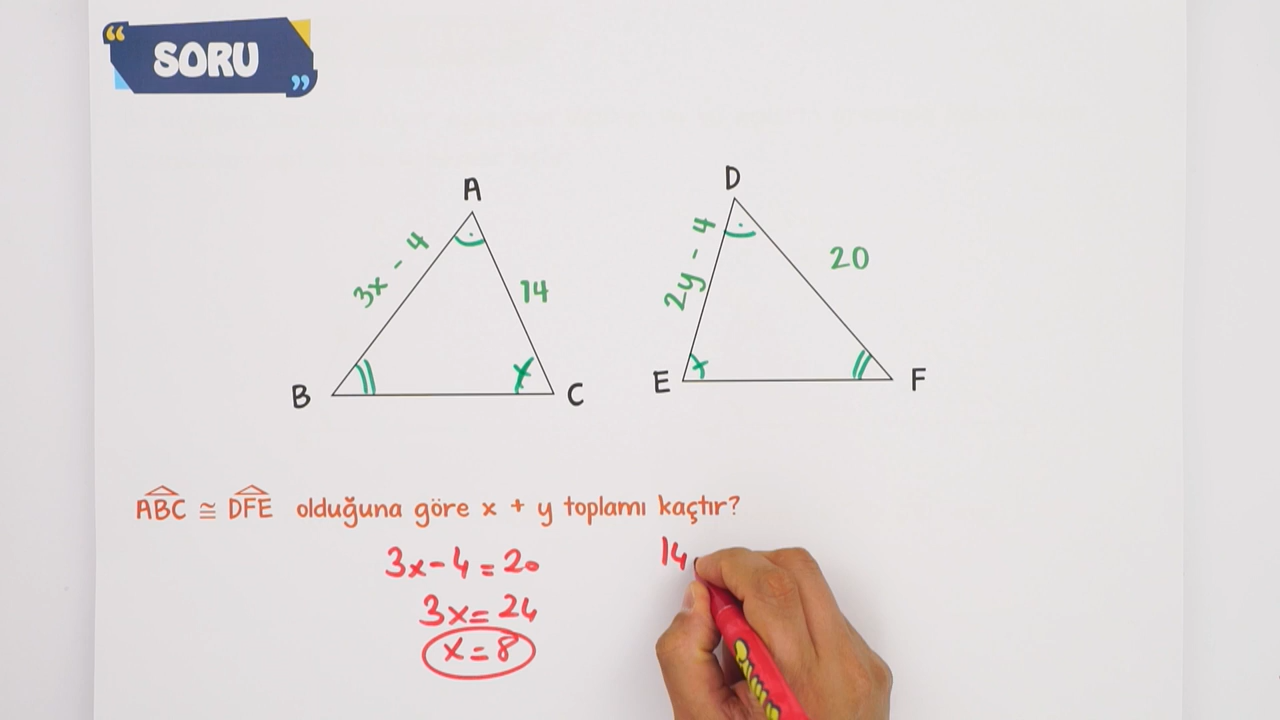 “ SORU ”
A
D
3x - 4
14
2y - 4
20
B
C
E
F
ABC ≅ DFE olduğuna göre x + y toplamı kaçtır?
3x-4=20
14
3x=24
x=8